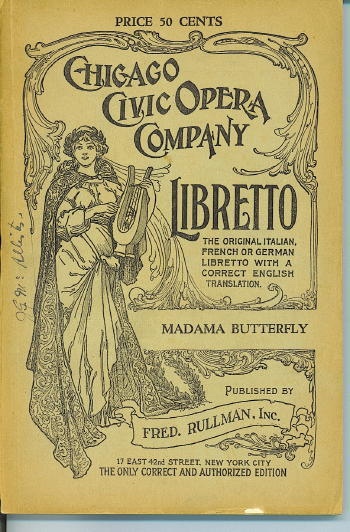 PRICE 50 CENTS
CHICAGO
CIVIC OPERA
COMPANY
LIBRETTO
THE ORIGINAL ITALIAN,
FRENCH OR GERMAN
LIBRETTO WITH A
CORRECT ENGLISH
TRANSLATION.
MADAMA BUTTERFLY
PUBLISHED BY
FRED. RULLMAN, INC.
17 EAST 42nd STREET, NEW YORK CITY
THE ONLY CORRECT AND AUTHORIZED EDITION